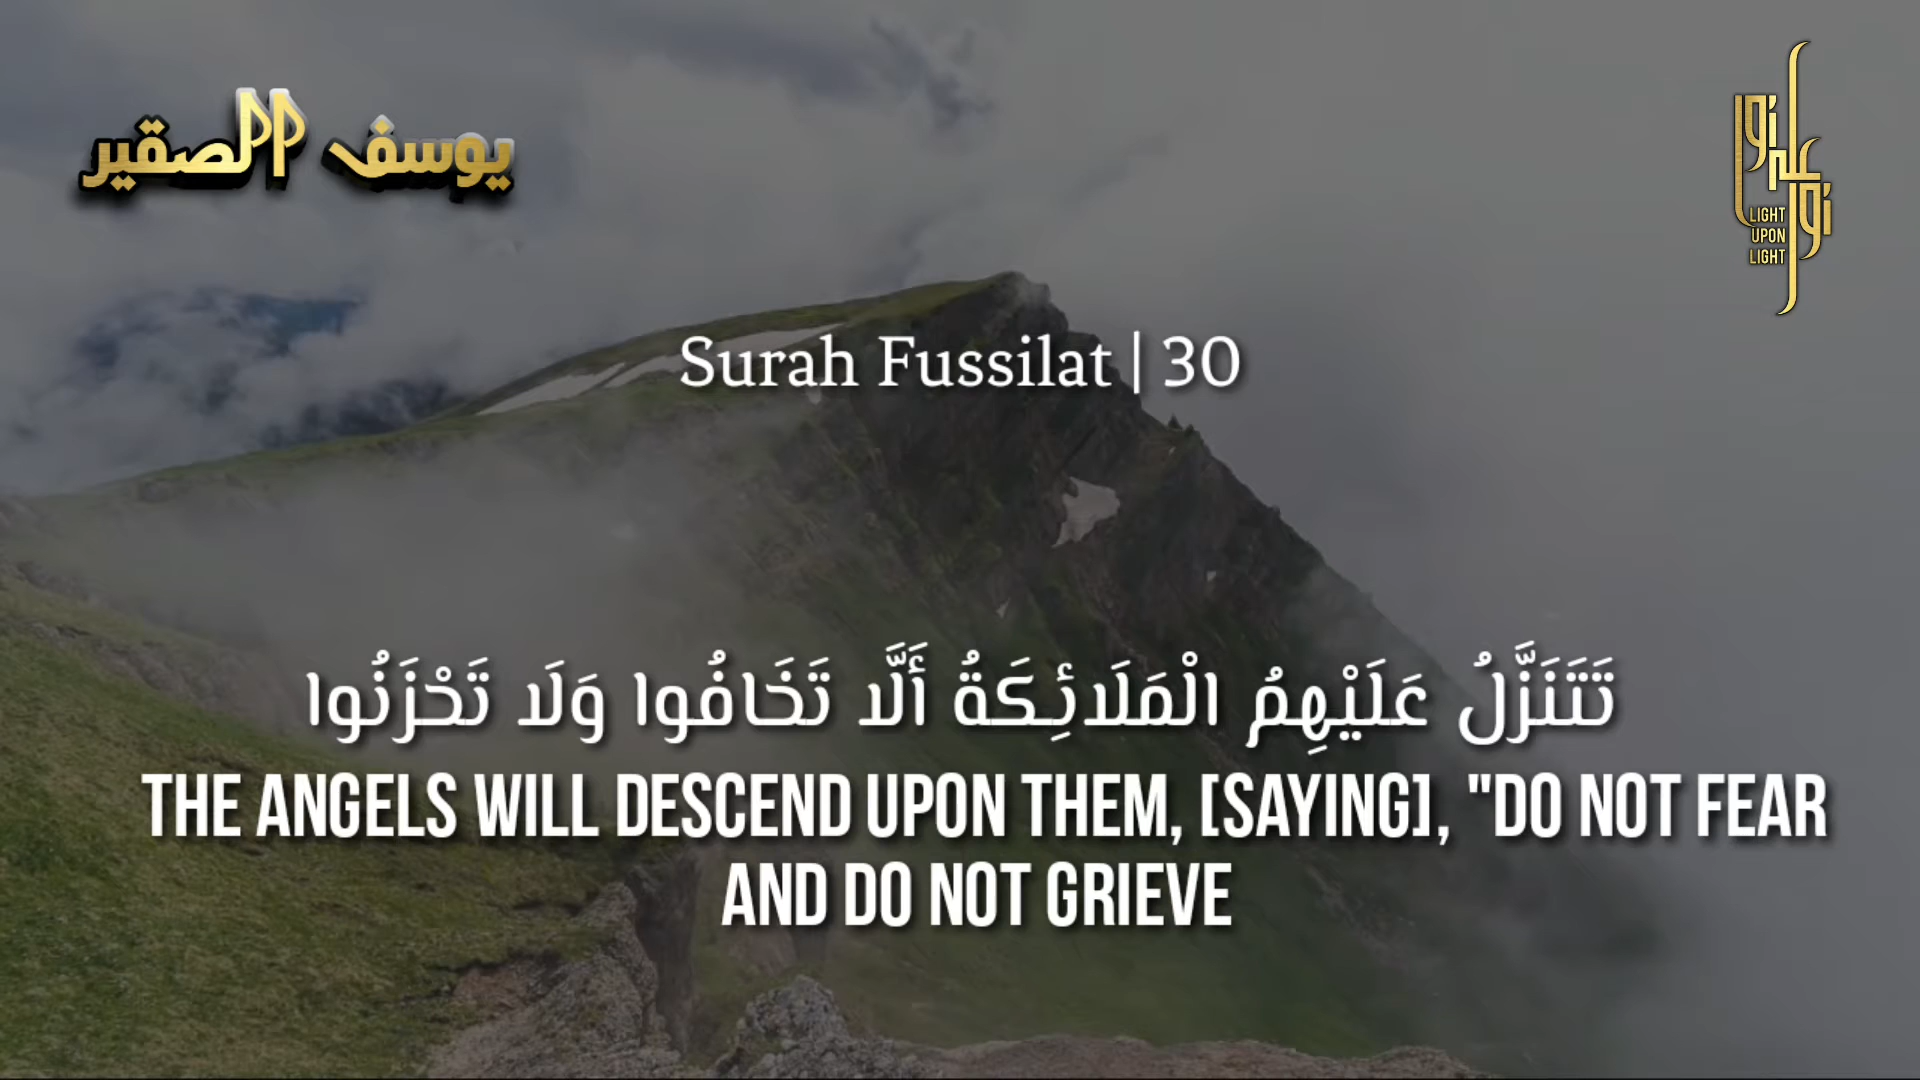 يوسف الصقير
نور
على
نور
LIGHT
UPON
LIGHT
Surah Fussilat | 30
تَتَنَزَّلُ عَلَيْهِمُ الْمَلَائِكَةُ أَلَّا تَخَافُوا وَلَا تَحْزَنُوا
THE ANGELS WILL DESCEND UPON THEM, [SAYING], "DO NOT FEAR
AND DO NOT GRIEVE